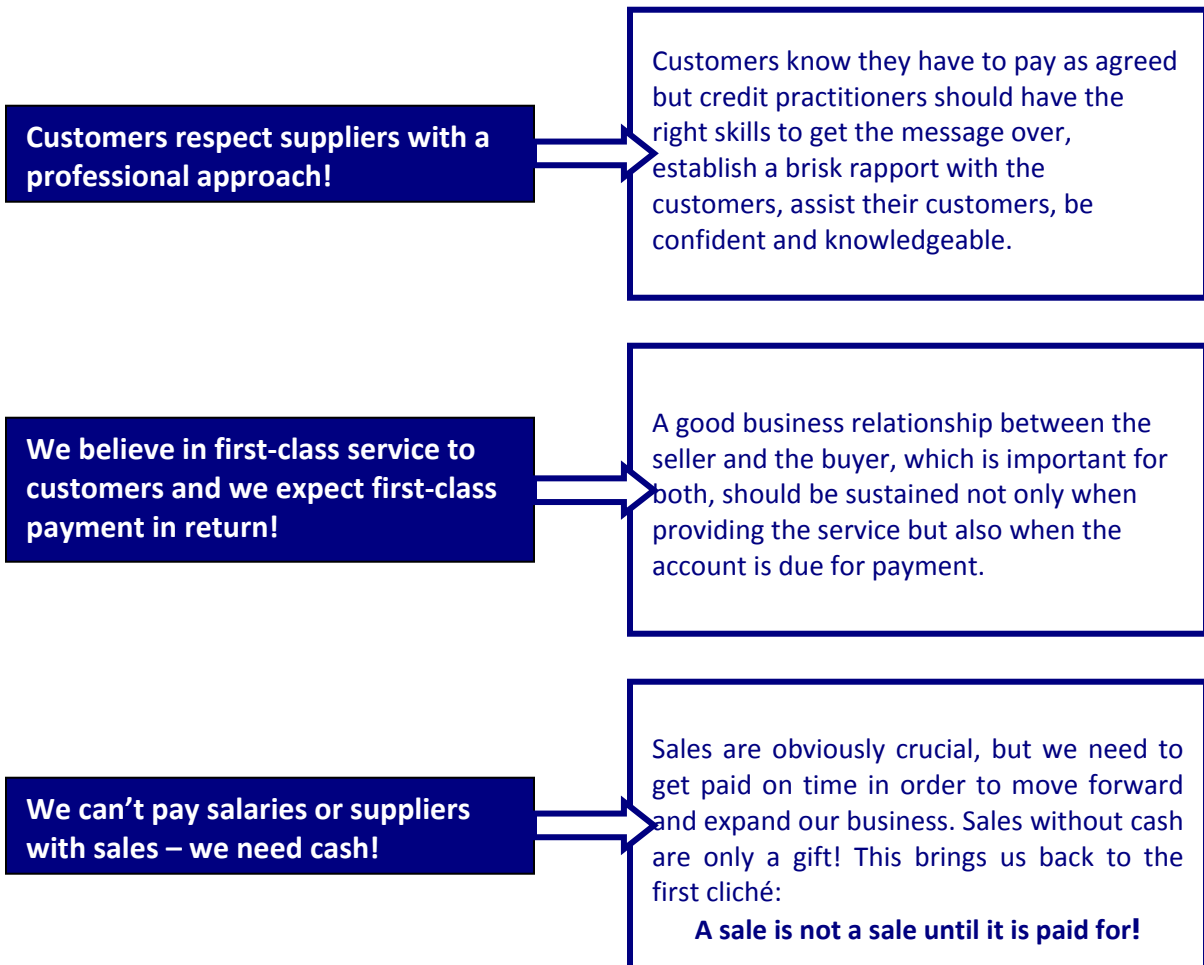 Customers respect suppliers with a
professional approach!
Customers know they have to pay as agreed
but credit practitioners should have the
right skills to get the message over,
establish a brisk rapport with the
customers, assist their customers, be
confident and knowledgeable.
We believe in first-class service to
customers and we expect first-class
payment in return!
A good business relationship between the
seller and the buyer, which is important for
both, should be sustained not only when
providing the service but also when the
account is due for payment.
We can’t pay salaries or suppliers
with sales – we need cash!
Sales are obviously crucial, but we need to
get paid on time in order to move forward
and expand our business. Sales without cash
are only a gift! This brings us back to the
first cliché:
A sale is not a sale until it is paid for!